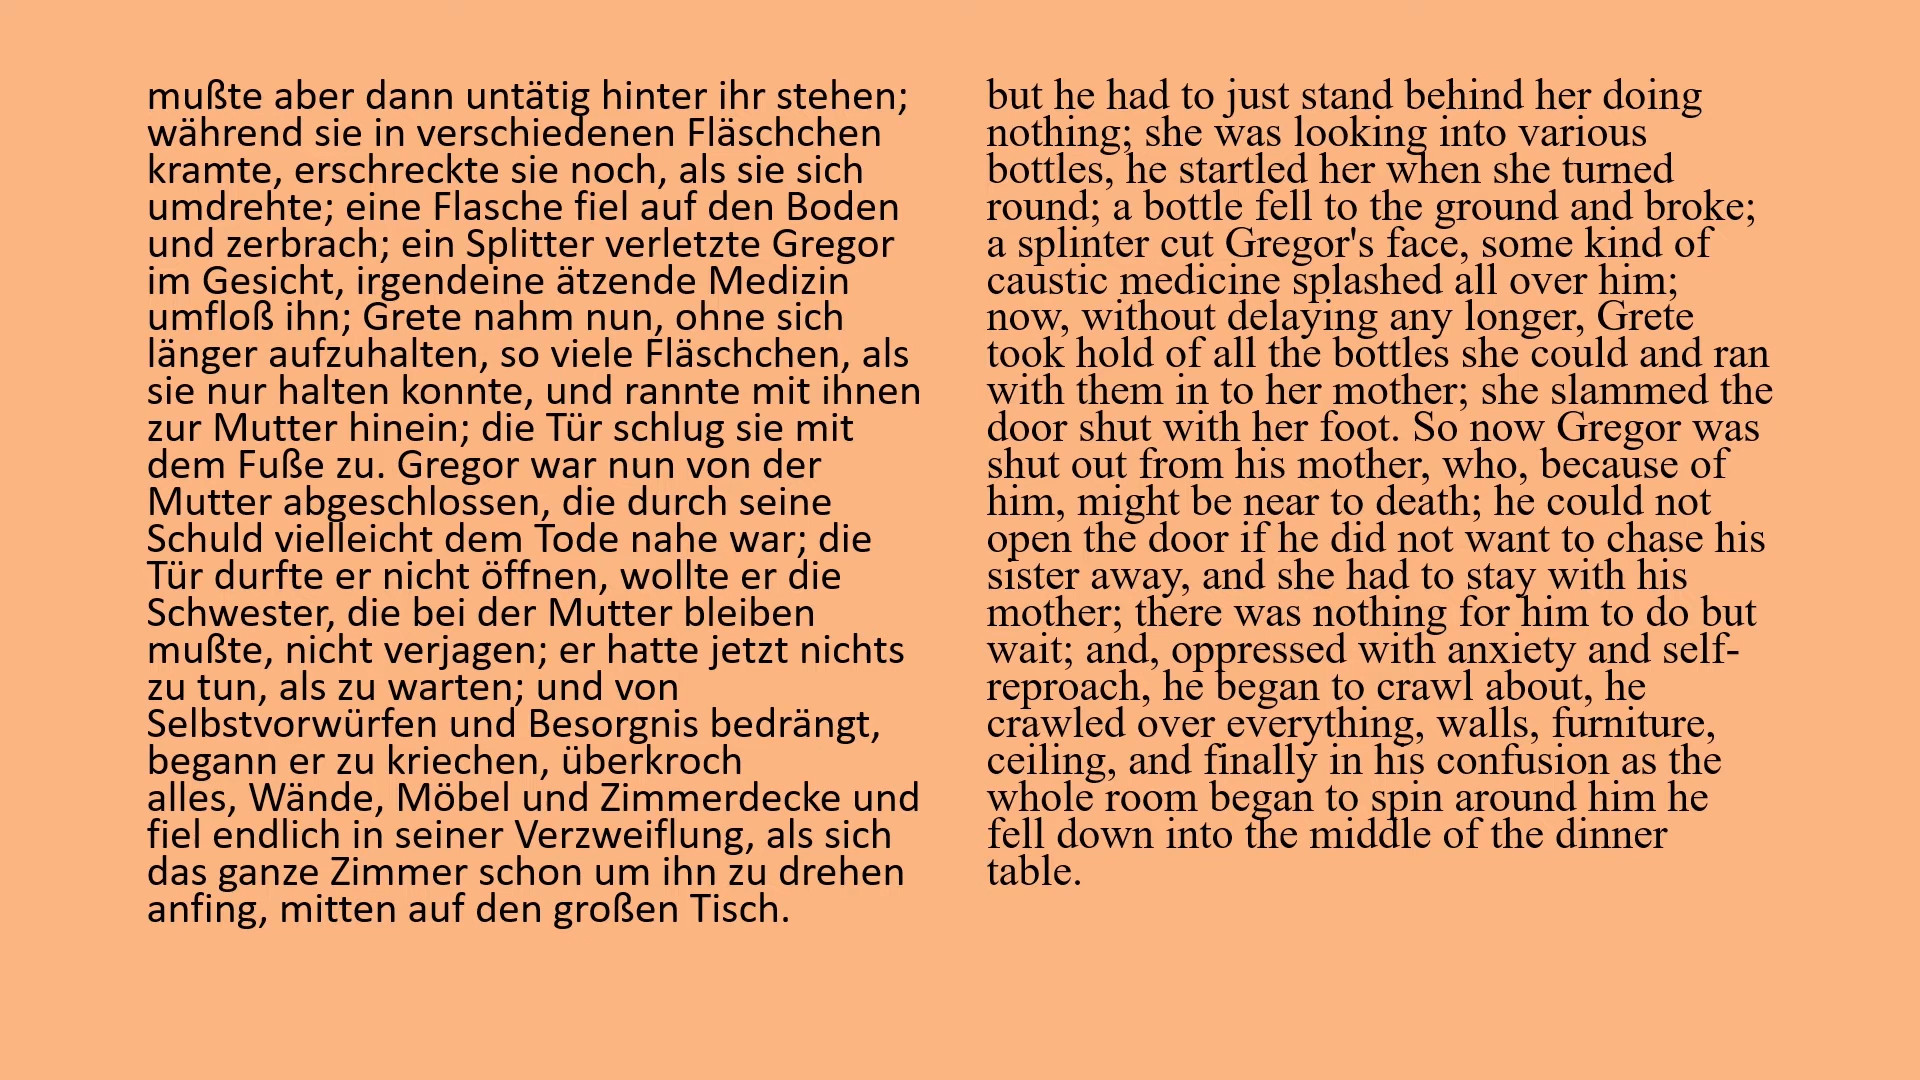 mußte aber dann untätig hinter ihr stehen;
während sie in verschiedenen Fläschchen
kramte, erschreckte sie noch, als sie sich
umdrehte; eine Flasche fiel auf den Boden
und zerbrach; ein Splitter verletzte Gregor
im Gesicht, irgendeine ätzende Medizin
umfloß ihn; Grete nahm nun, ohne sich
länger aufzuhalten, so viele Fläschchen, als
sie nur halten konnte, und rannte mit ihnen
zur Mutter hinein; die Tür schlug sie mit
dem Fuße zu. Gregor war nun von der
Mutter abgeschlossen, die durch seine
Schuld vielleicht dem Tode nahe war; die
Tür durfte er nicht öffnen, wollte er die
Schwester, die bei der Mutter bleiben
mußte, nicht verjagen; er hatte jetzt nichts
zu tun, als zu warten; und von
Selbstvorwürfen und Besorgnis bedrängt,
begann er zu kriechen, überkroch
alles, Wände, Möbel und Zimmerdecke und
fiel endlich in seiner Verzweiflung, als sich
das ganze Zimmer schon um ihn zu drehen
anfing, mitten auf den großen Tisch.
but he had to just stand behind her doing
nothing; she was looking into various
bottles, he startled her when she turned
round; a bottle fell to the ground and broke;
a splinter cut Gregor's face, some kind of
caustic medicine splashed all over him;
now, without delaying any longer, Grete
took hold of all the bottles she could and ran
with them in to her mother; she slammed the
door shut with her foot. So now Gregor was
shut out from his mother, who, because of
him, might be near to death; he could not
open the door if he did not want to chase his
sister away, and she had to stay with his
mother; there was nothing for him to do but
wait; and, oppressed with anxiety and self-
reproach, he began to crawl about, he
crawled over everything, walls, furniture,
ceiling, and finally in his confusion as the
whole room began to spin around him he
fell down into the middle of the dinner
table.